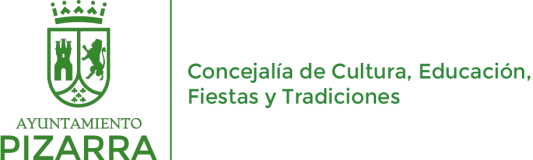 AYUNTAMIENTO
PIZARRA
Concejalía de Cultura, Educación,
Fiestas y Tradiciones